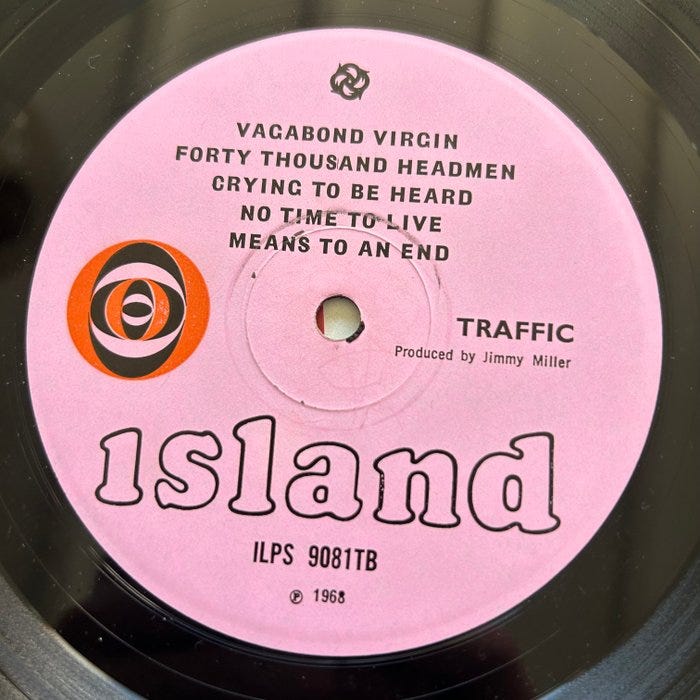 VAGABOND VIRGIN
FORTY THOUSAND HEADMEN
CRYING TO BE HEARD
NO TIME TO LIVE
MEANS TO AN END
TRAFFIC
Produced by Jimmy Miller
island
ILPS 9081TB
℗ 1968